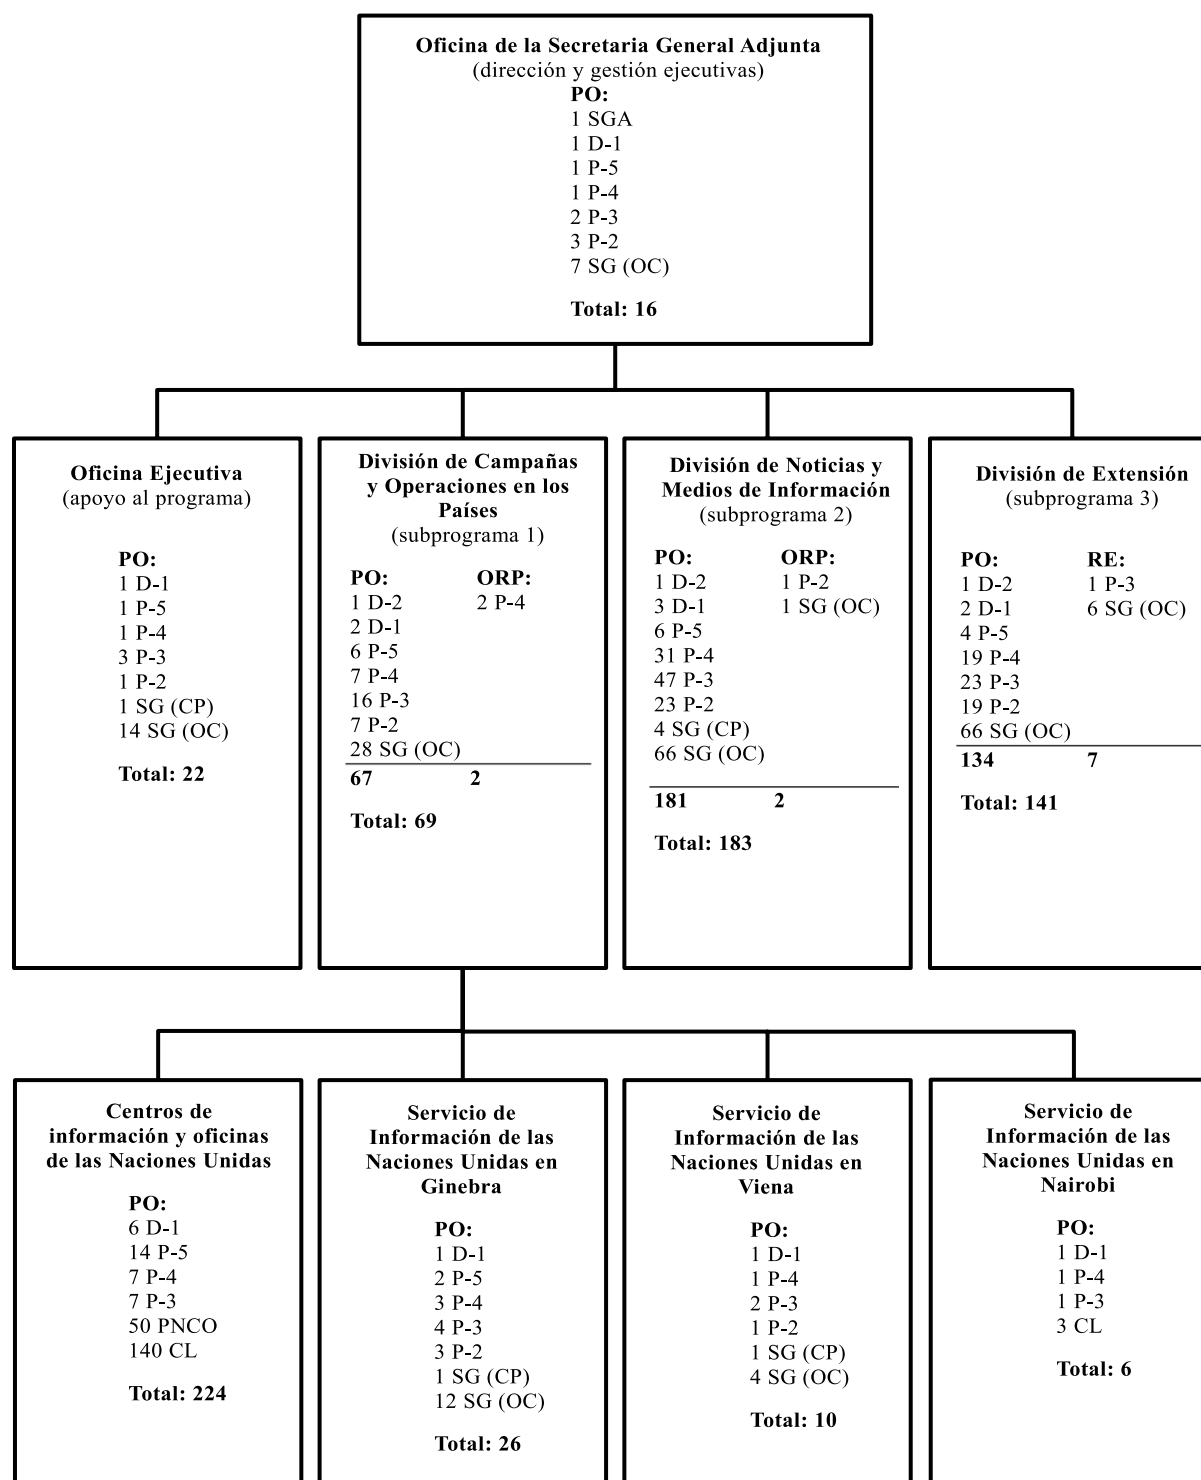 Oficina de la Secretaria General Adjunta
(dirección y gestión ejecutivas)
PO:
1 SGA
1 D-1
1 P-5
1 P-4
2 P-3
3 P-2
7 SG (OC)
Total: 16
Oficina Ejecutiva
(apoyo al programa)
PO:
1 D-1
1 P-5
1 P-4
3 P-3
1 P-2
1 SG (CP)
14 SG (OC)
Total: 22
División de Campañas
y Operaciones en los
Países
(subprograma 1)
PO: ORP:
1 D-2 2 P-4
2 D-1
6 P-5
7 P-4
16 P-3
7 P-2
28 SG (OC)
67 2
Total: 69
División de Noticias y
Medios de Información
(subprograma 2)
PO: ORP:
1 D-2 1 P-2
3 D-1 1 SG (OC)
6 P-5
31 P-4
47 P-3
23 P-2
4 SG (CP)
66 SG (OC)
181 2
Total: 183
División de Extensión
(subprograma 3)
PO: RE:
1 D-2 1 P-3
2 D-1 6 SG (OC)
4 P-5
19 P-4
23 P-3
19 P-2
66 SG (OC)
134 7
Total: 141
Centros de
información y oficinas
de las Naciones Unidas
PO:
6 D-1
14 P-5
7 P-4
7 P-3
50 PNCO
140 CL
Total: 224
Servicio de
Información de las
Naciones Unidas en
Ginebra
PO:
1 D-1
2 P-5
3 P-4
4 P-3
3 P-2
1 SG (CP)
12 SG (OC)
Total: 26
Servicio de
Información de las
Naciones Unidas en
Viena
PO:
1 D-1
1 P-4
2 P-3
1 P-2
1 SG (CP)
4 SG (OC)
Total: 10
Servicio de
Información de las
Naciones Unidas en
Nairobi
PO:
1 D-1
1 P-4
1 P-3
3 CL
Total: 6